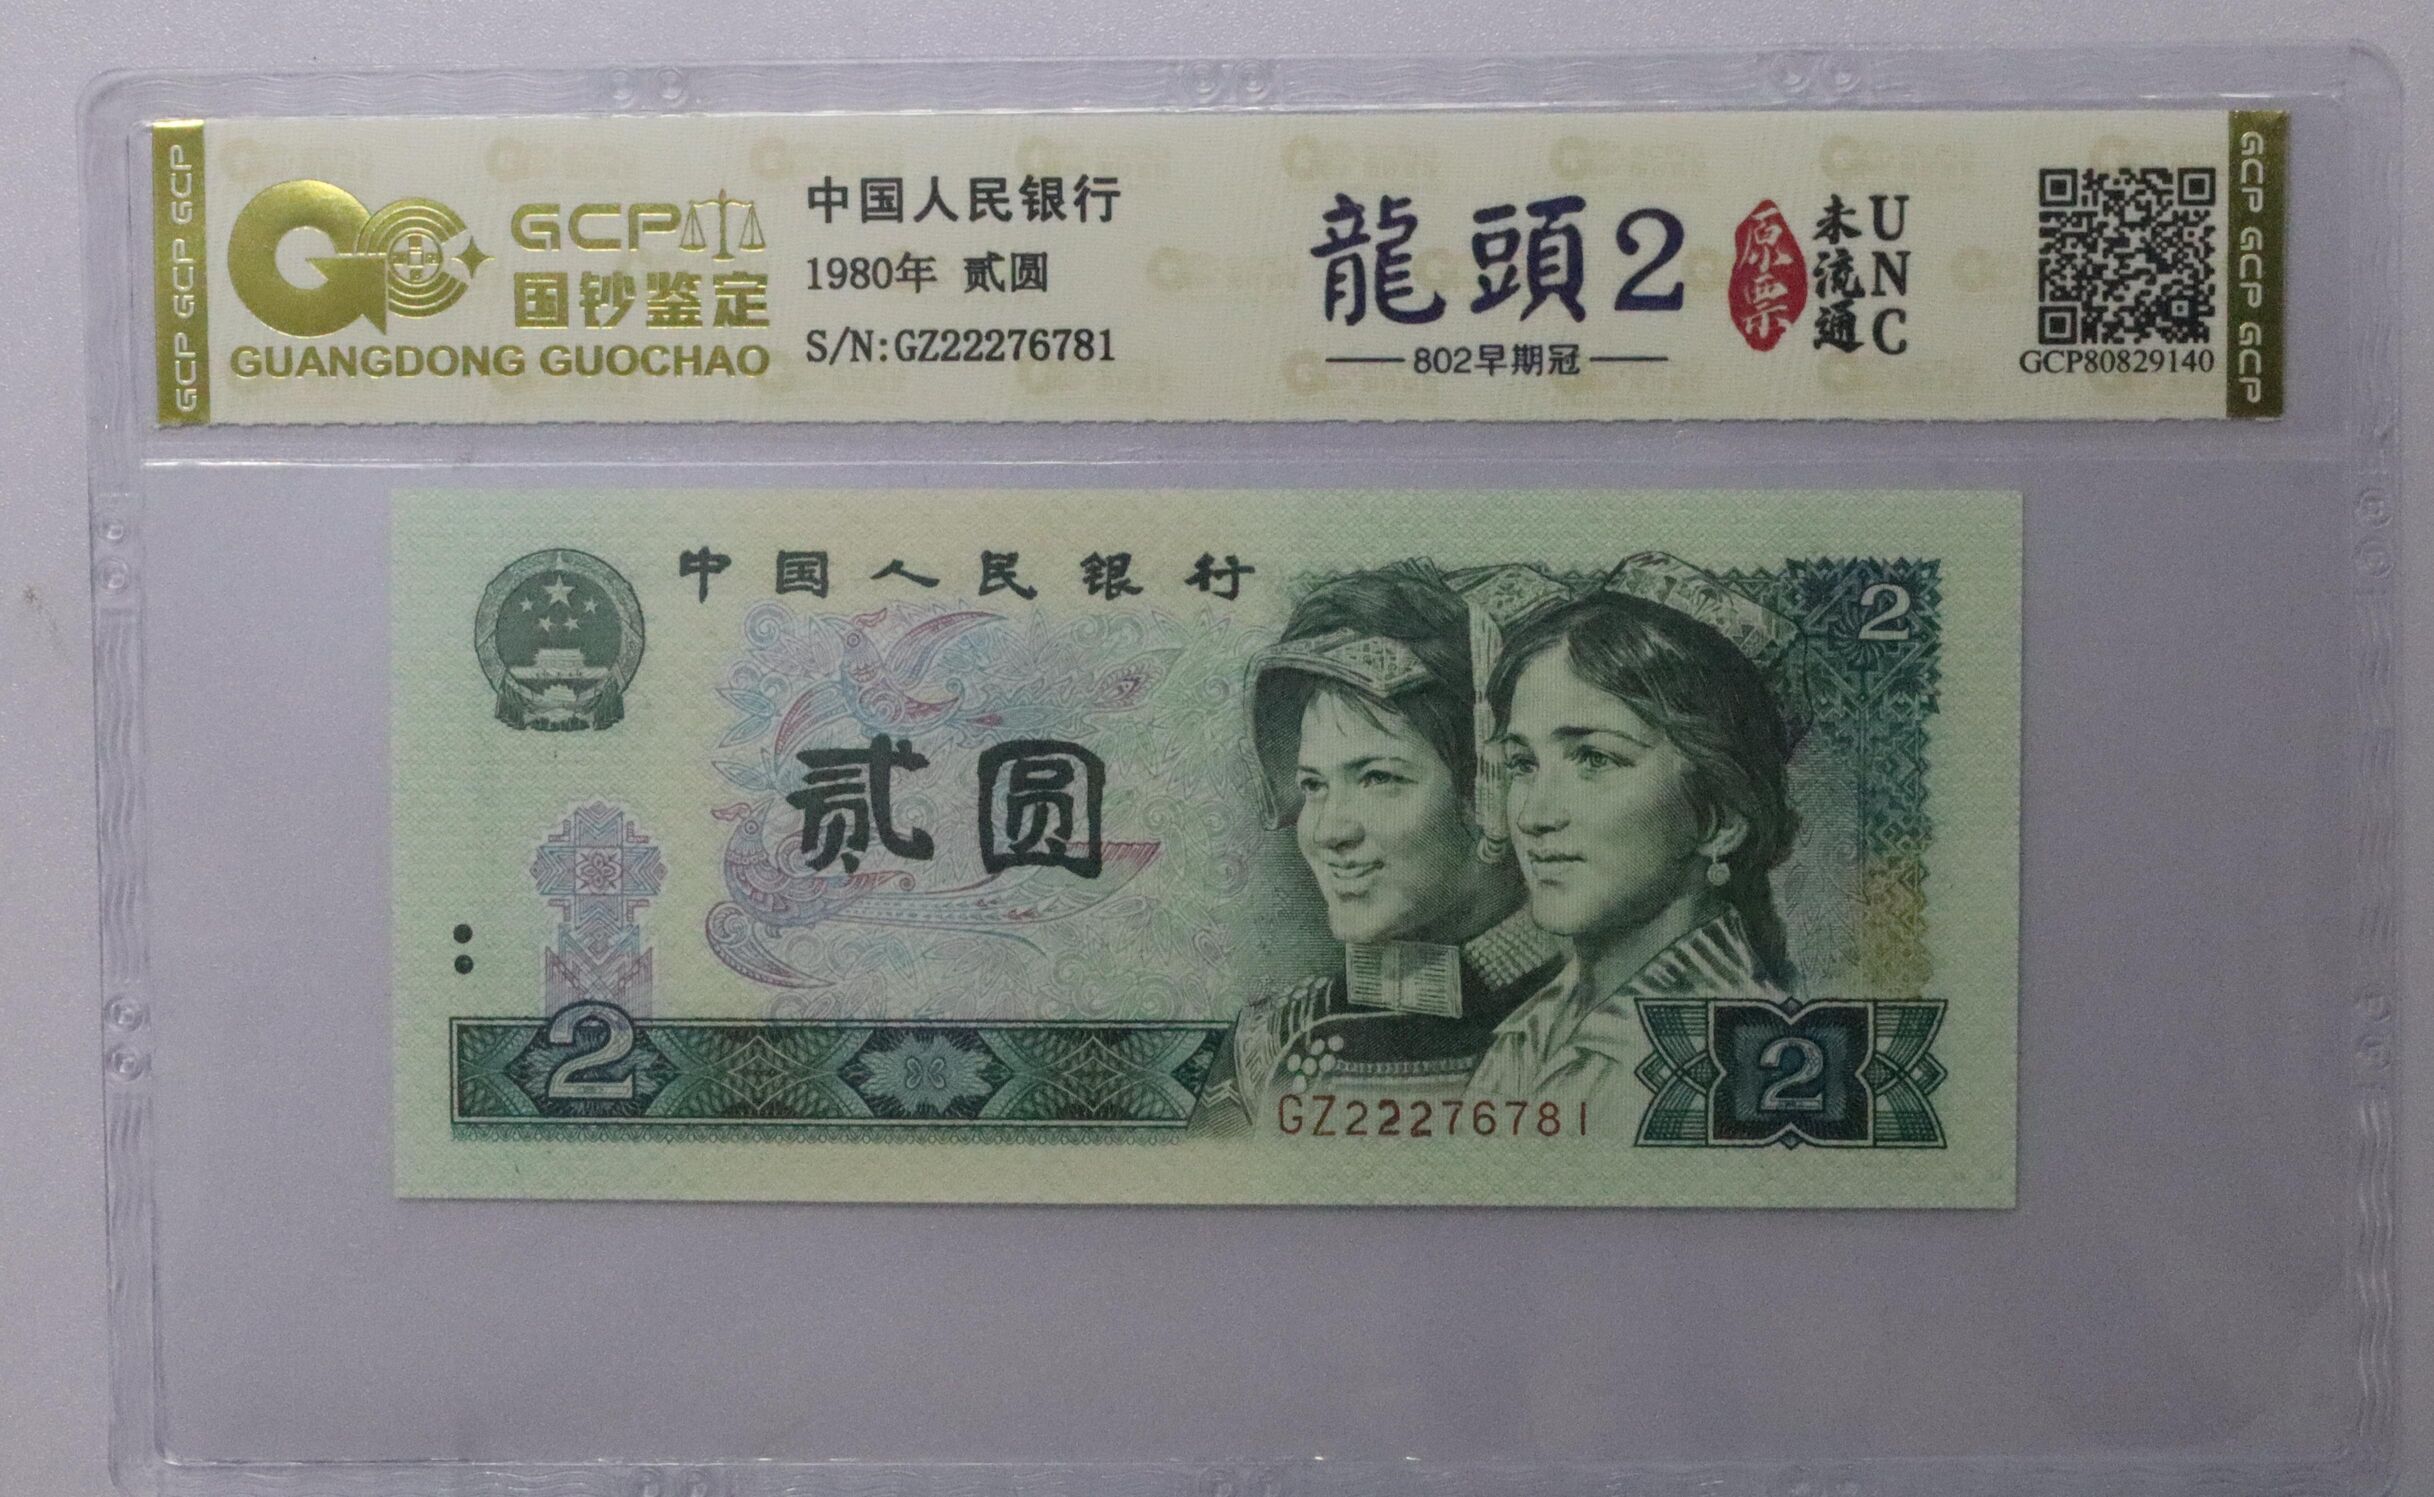 GCP GCP GCP
GCP
国钞鉴定
GUANGDONG GUOCHAO
中国人民银行
1980年 贰圆
S/N:GZ22276781
龍頭2
802早期冠
原票
未流通
UNC
GCP80829140
GCP GCP GCP
中国人民银行
2
贰圆
2
2
GZ22276781